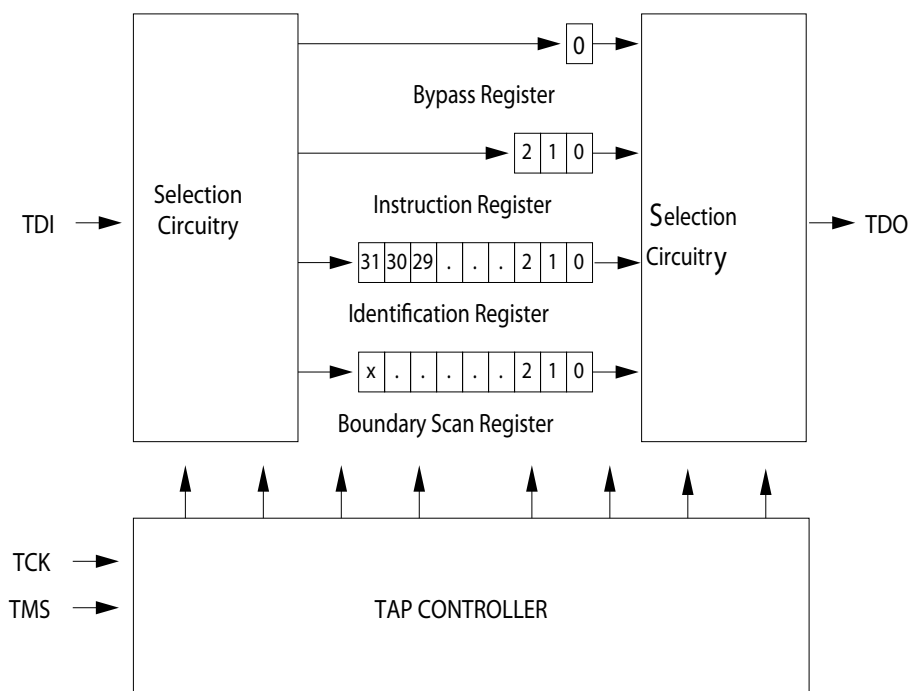 0
Bypass Register
2 1 0
Selection
Circuitry
Instruction Register
Selection
Circuitry
TDI
TDO
31 30 29 . . . 2 1 0
Identification Register
x . . . . . 2 1 0
Boundary Scan Register
TCK
TMS
TAP CONTROLLER